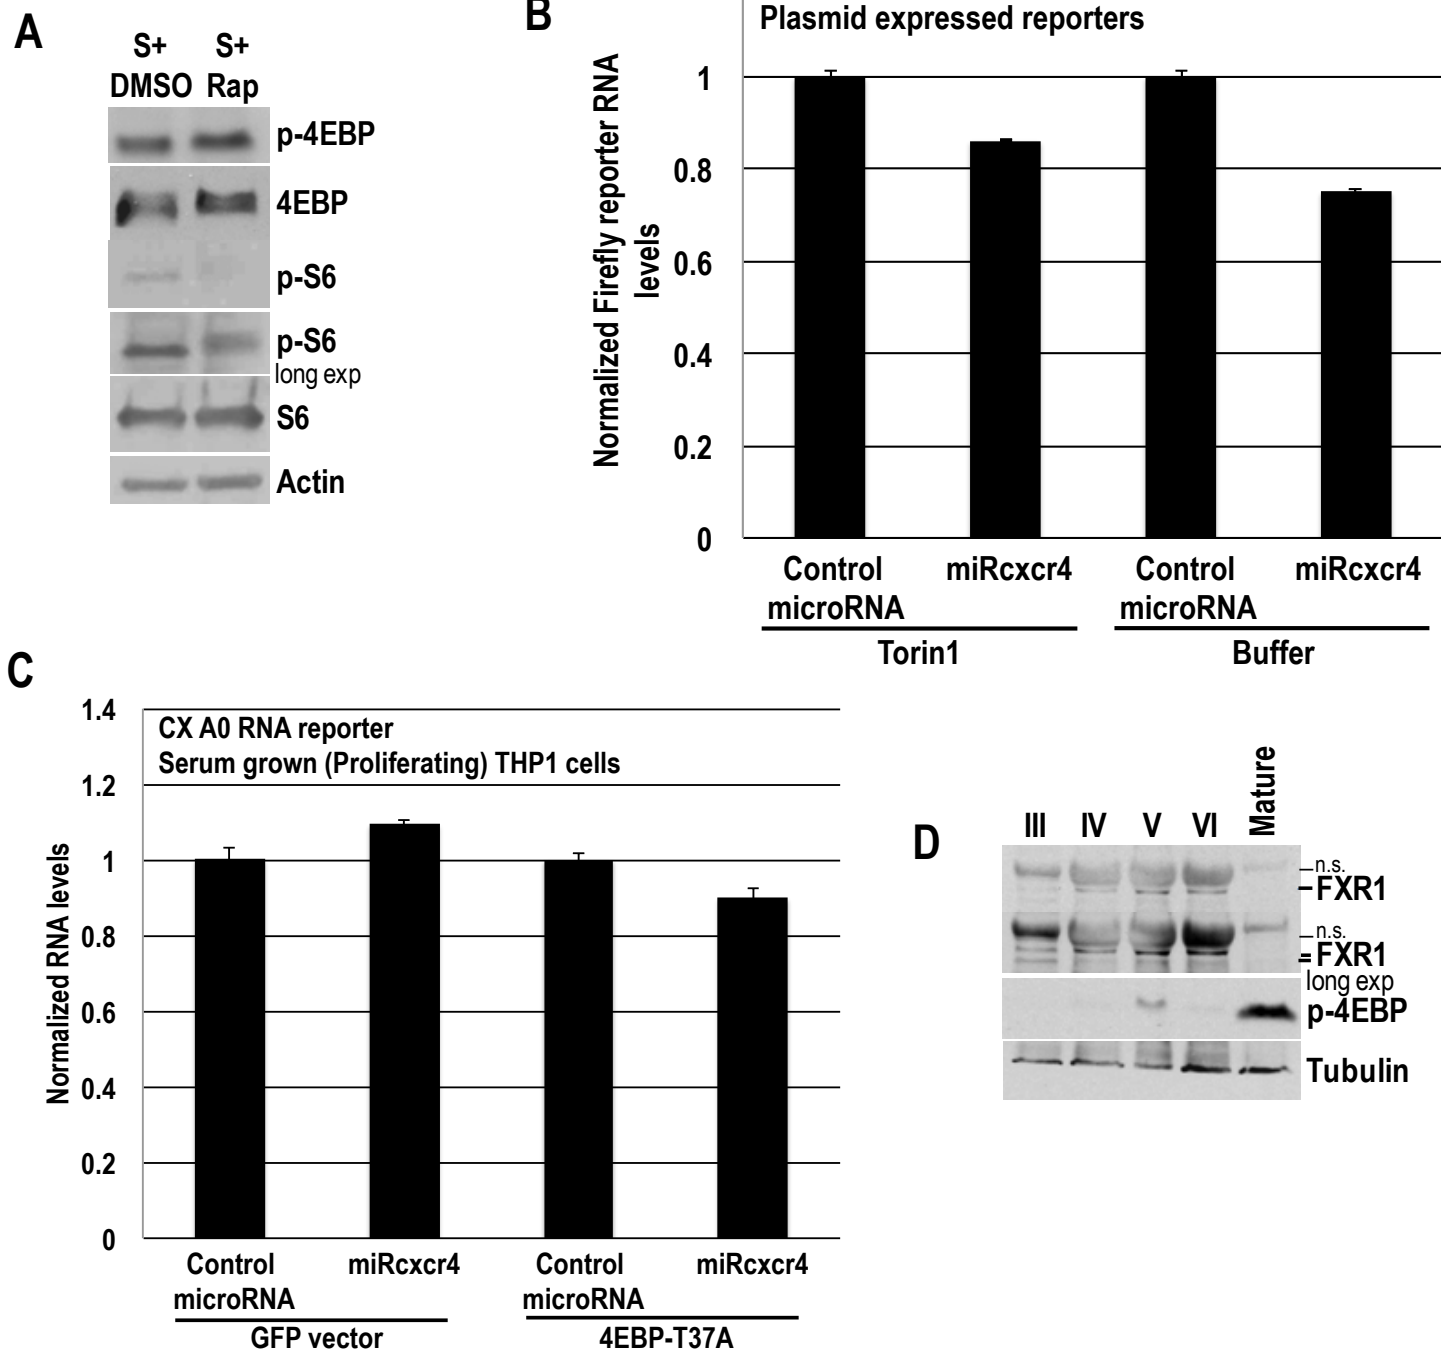 A
S+ S+
DMSO Rap
p-4EBP
4EBP
p-S6
p-S6
long exp
S6
Actin
B
Plasmid expressed reporters
Normalized Firefly reporter RNA
levels
1
0.8
0.6
0.4
0.2
0
Control
microRNA
miRcxcr4
Control
microRNA
miRcxcr4
Torin1
Buffer
C
CX A0 RNA reporter
Serum grown (Proliferating) THP1 cells
Normalized RNA levels
1.4
1.2
1
0.8
0.6
0.4
0.2
0
Control
microRNA
miRcxcr4
Control
microRNA
miRcxcr4
GFP vector
4EBP-T37A
D
III IV V VI Mature
n.s.
FXR1
n.s.
FXR1
long exp
p-4EBP
Tubulin